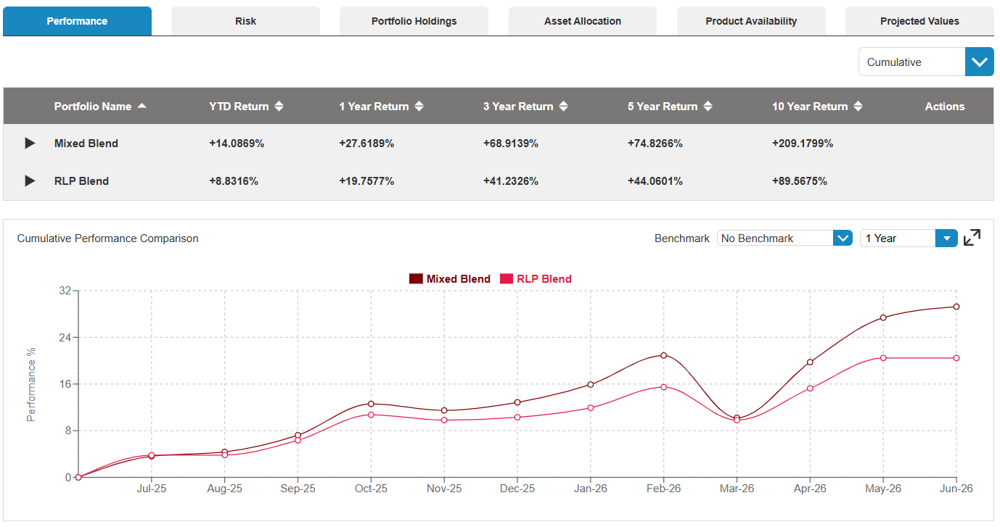 Performance Risk Portfolio Holdings Asset Allocation Product Availability Projected Values
Cumulative
Portfolio Name YTD Return 1 Year Return 3 Year Return 5 Year Return 10 Year Return Actions
Mixed Blend +14.0869% +27.6189% +68.9139% +74.8266% +209.1799%
RLP Blend +8.8316% +19.7577% +41.2326% +44.0601% +89.5675%
Cumulative Performance Comparison Benchmark No Benchmark 1 Year
Mixed Blend RLP Blend
32
24
16
8
0
Performance %
Jul-25 Aug-25 Sep-25 Oct-25 Nov-25 Dec-25 Jan-26 Feb-26 Mar-26 Apr-26 May-26 Jun-26